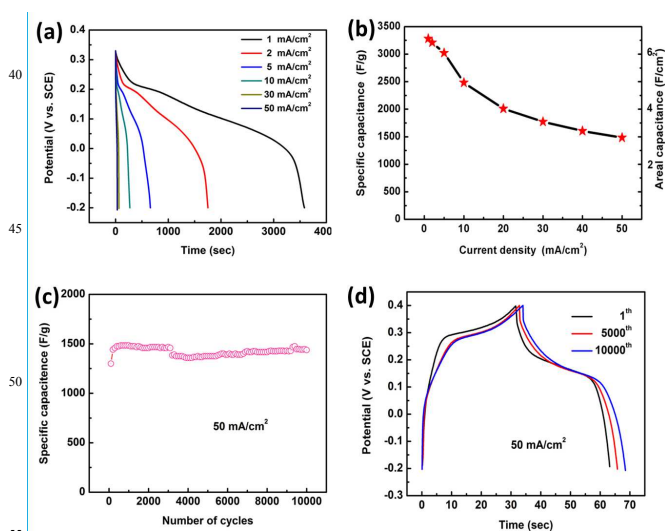 40
45
50
(a)
1 mA/cm²
2 mA/cm²
5 mA/cm²
10 mA/cm²
30 mA/cm²
50 mA/cm²
Potential (V vs. SCE)
0.4
0.3
0.2
0.1
0.0
-0.1
-0.2
0 1000 2000 3000 400
Time (sec)
(b)
Specific capacitance (F/g)
3500
3000
2500
2000
1500
1000
500
0
0 10 20 30 40 50
Current density (mA/cm²)
Areal capacitance (F/cm²)
6
4
2
(c)
Specific capacitence (F/g)
2000
1500
1000
500
0
50 mA/cm²
0 2000 4000 6000 8000 10000
Number of cycles
(d)
1th
5000th
10000th
Potential (V vs. SCE)
0.5
0.4
0.3
0.2
0.1
0.0
-0.1
-0.2
-0.3
50 mA/cm²
0 10 20 30 40 50 60 70
Time (sec)